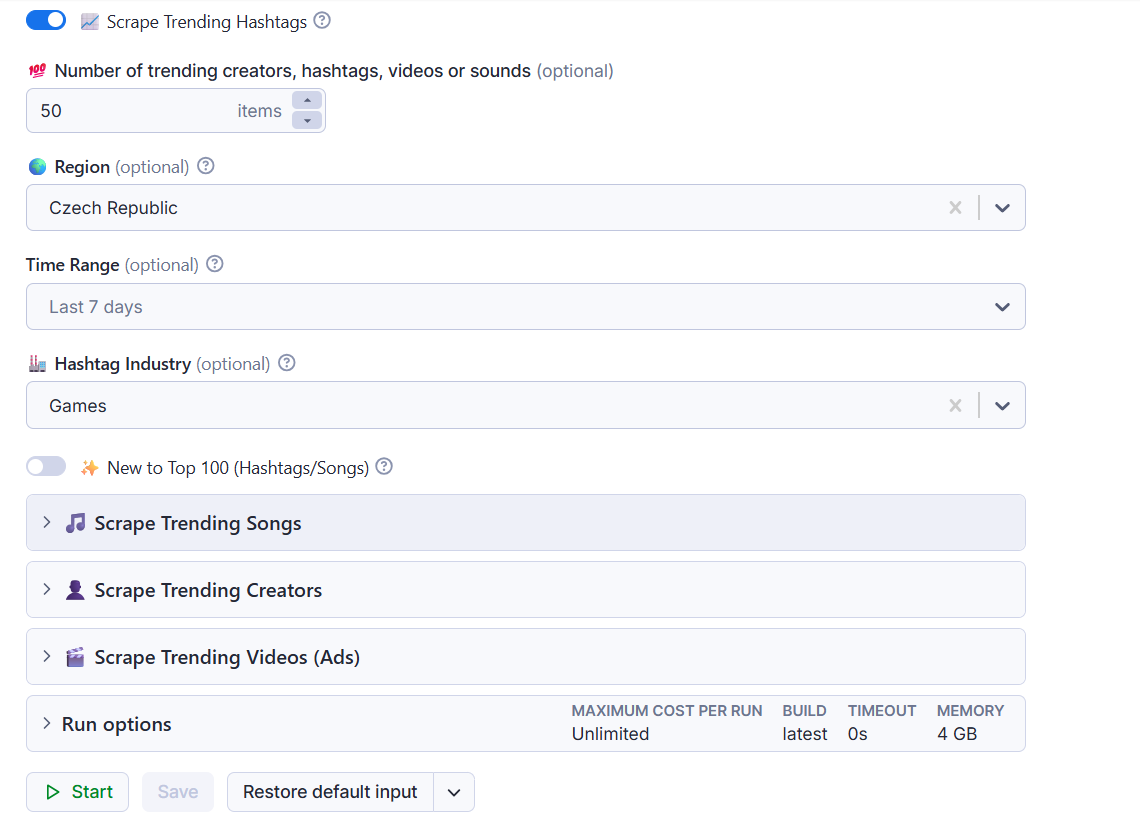 Scrape Trending Hashtags
Number of trending creators, hashtags, videos or sounds (optional)
50 items
Region (optional)
Czech Republic
Time Range (optional)
Last 7 days
Hashtag Industry (optional)
Games
New to Top 100 (Hashtags/Songs)
Scrape Trending Songs
Scrape Trending Creators
Scrape Trending Videos (Ads)
Run options
MAXIMUM COST PER RUN BUILD TIMEOUT MEMORY
Unlimited latest 0s 4 GB
Start Save Restore default input